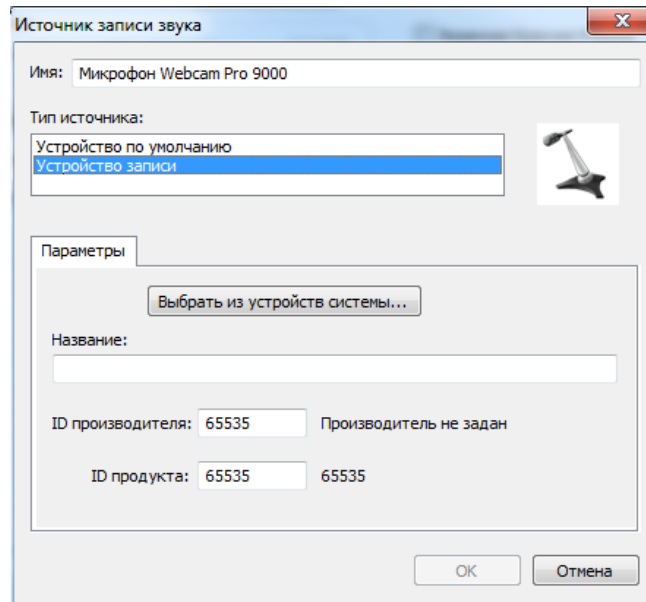 Источник записи звука
Имя: Микрофон Webcam Pro 9000
Тип источника:
Устройство по умолчанию
Устройство записи
Параметры
Выбрать из устройств системы...
Название:
ID производителя: 65535 Производитель не задан
ID продукта: 65535 65535
OK Отмена